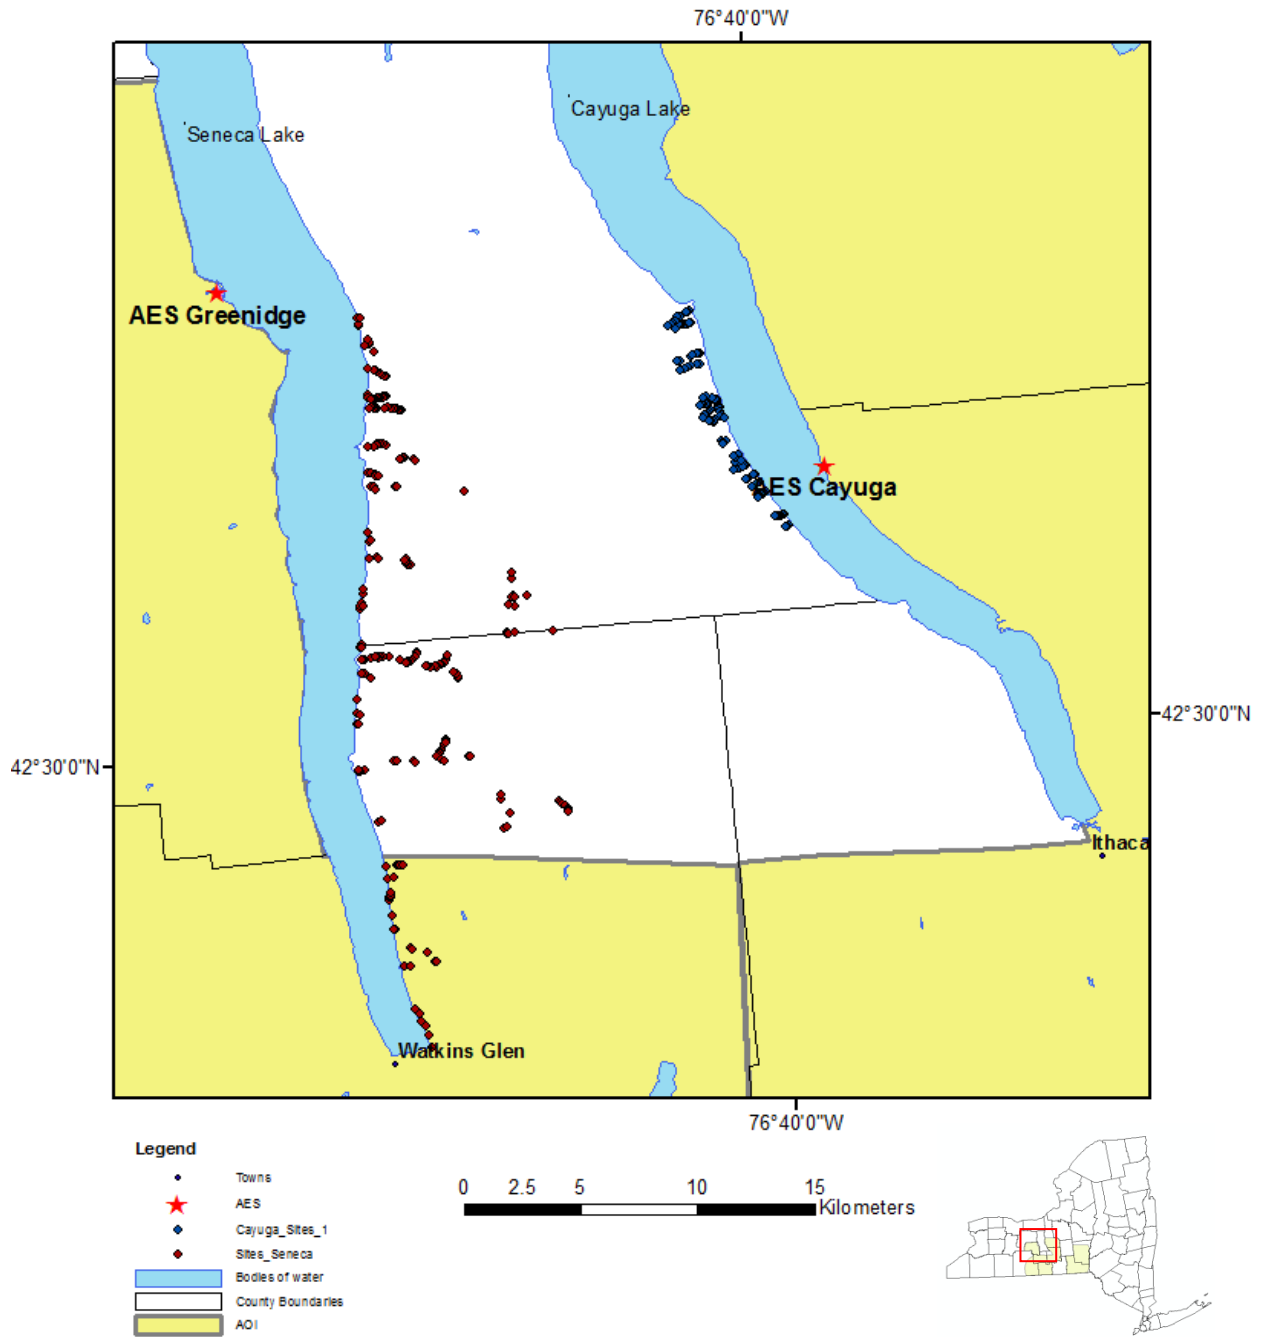 76°40'0"W
Cayuga Lake
Seneca Lake
AES Greenidge
AES Cayuga
42°30'0"N
42°30'0"N
Ithaca
Watkins Glen
76°40'0"W
Legend
Towns
AES
Cayuga_Sites_1
Sites_Seneca
Bodies of water
County Boundaries
AOI
0 2.5 5 10 15
Kilometers